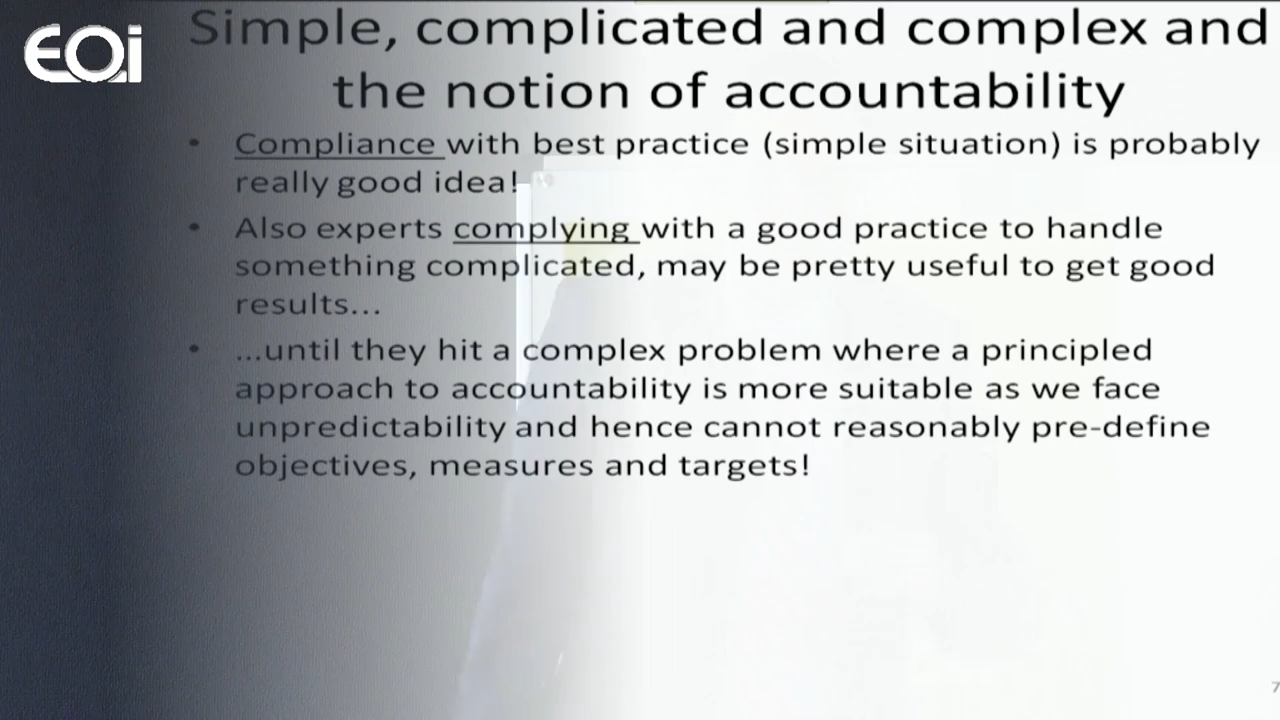 EOi
Simple, complicated and complex and
the notion of accountability
• Compliance with best practice (simple situation) is probably
really good idea!
• Also experts complying with a good practice to handle
something complicated, may be pretty useful to get good
results...
• ...until they hit a complex problem where a principled
approach to accountability is more suitable as we face
unpredictability and hence cannot reasonably pre-define
objectives, measures and targets!
7